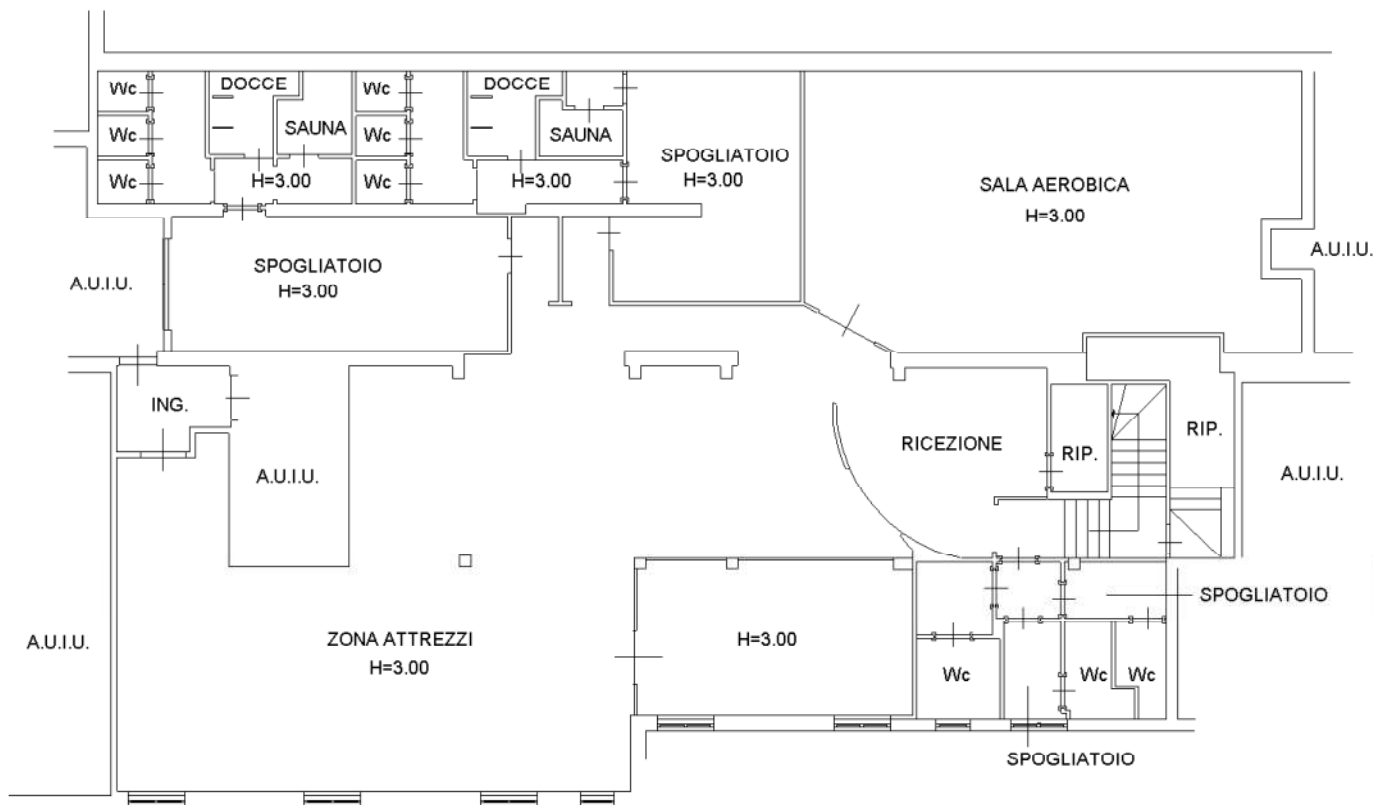 Wc
DOCCE
Wc
DOCCE
Wc
SAUNA
Wc
SAUNA
Wc
H=3.00
Wc
H=3.00
SPOGLIATOIO
H=3.00
SALA AEROBICA
H=3.00
A.U.I.U.
A.U.I.U.
SPOGLIATOIO
H=3.00
ING.
A.U.I.U.
RICEZIONE
RIP.
RIP.
A.U.I.U.
A.U.I.U.
ZONA ATTREZZI
H=3.00
H=3.00
Wc
Wc
Wc
SPOGLIATOIO
SPOGLIATOIO